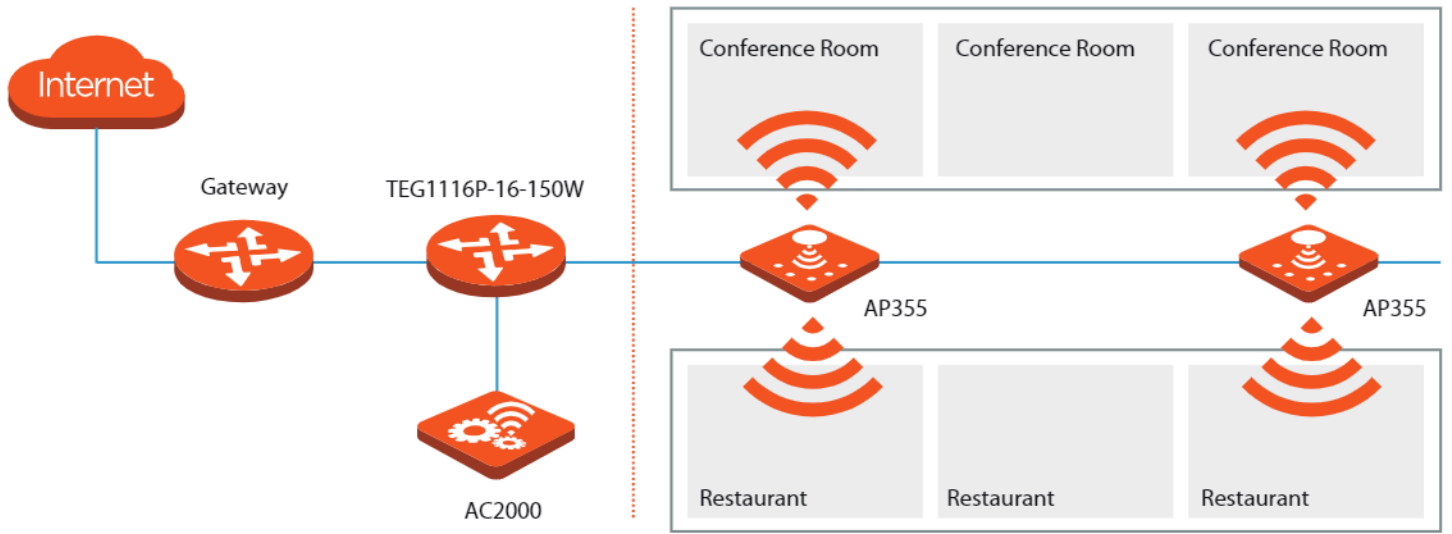 Internet
Gateway
TEG1116P-16-150W
AC2000
Conference Room
Conference Room
Conference Room
AP355
AP355
Restaurant
Restaurant
Restaurant